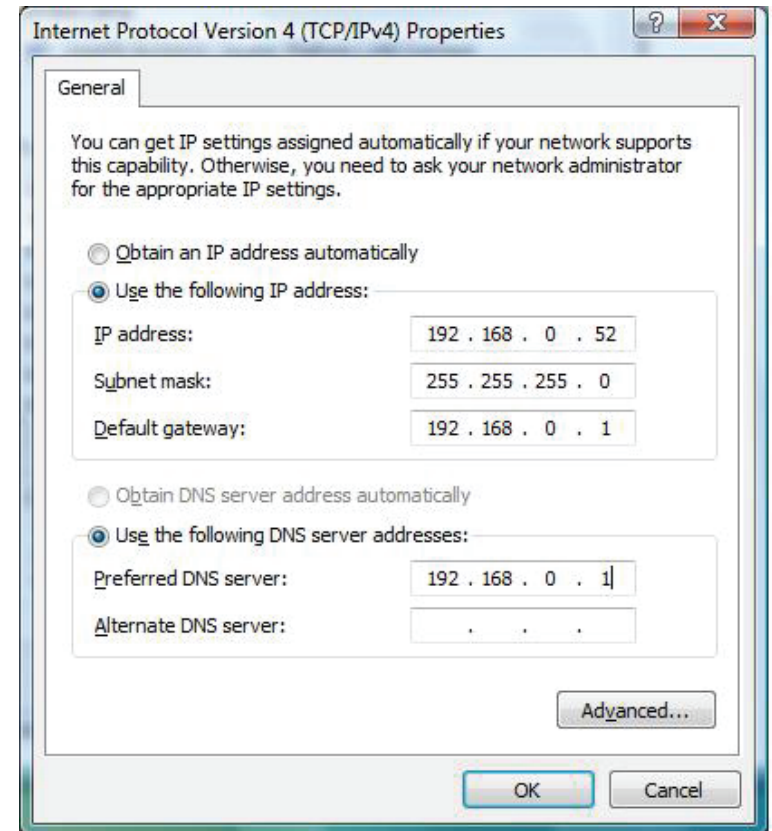 Internet Protocol Version 4 (TCP/IPv4) Properties
General
You can get IP settings assigned automatically if your network supports
this capability. Otherwise, you need to ask your network administrator
for the appropriate IP settings.
Obtain an IP address automatically
Use the following IP address:
IP address: 192 . 168 . 0 . 52
Subnet mask: 255 . 255 . 255 . 0
Default gateway: 192 . 168 . 0 . 1
Obtain DNS server address automatically
Use the following DNS server addresses:
Preferred DNS server: 192 . 168 . 0 . 1
Alternate DNS server: . . .
Advanced...
OK Cancel